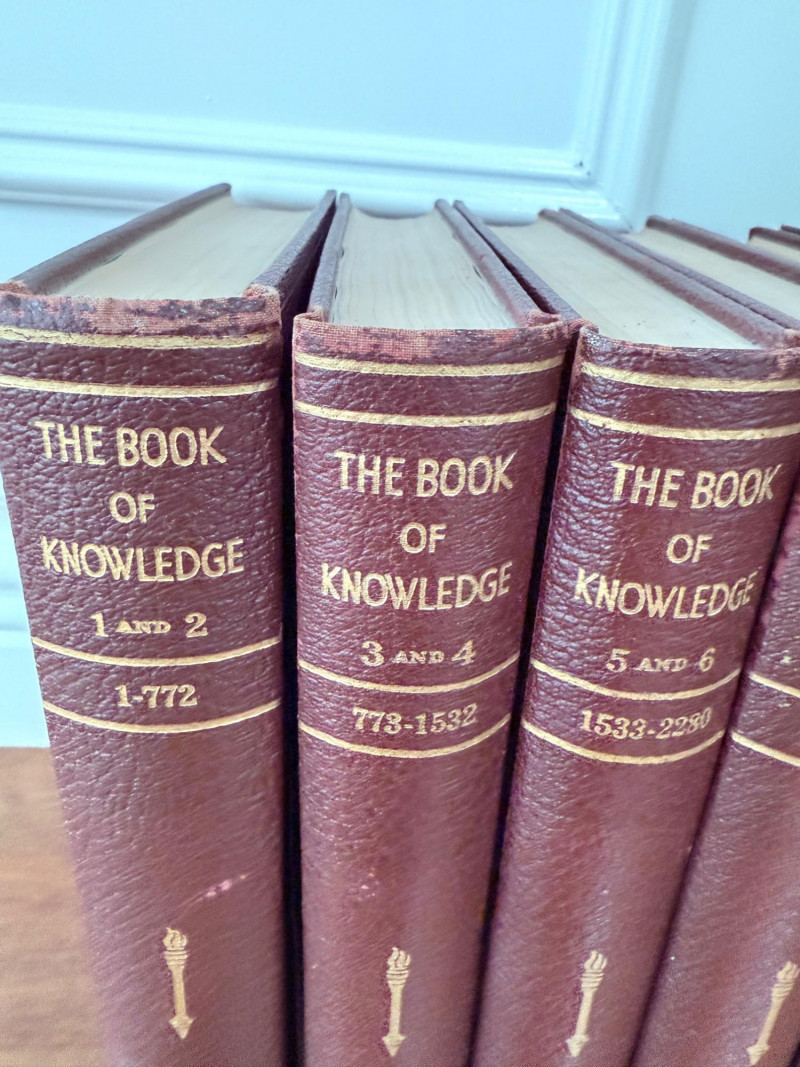 THE BOOK
OF
KNOWLEDGE
1 AND 2
1-772
THE BOOK
OF
KNOWLEDGE
3 AND 4
773-1532
THE BOOK
OF
KNOWLEDGE
5 AND 6
1533-2280